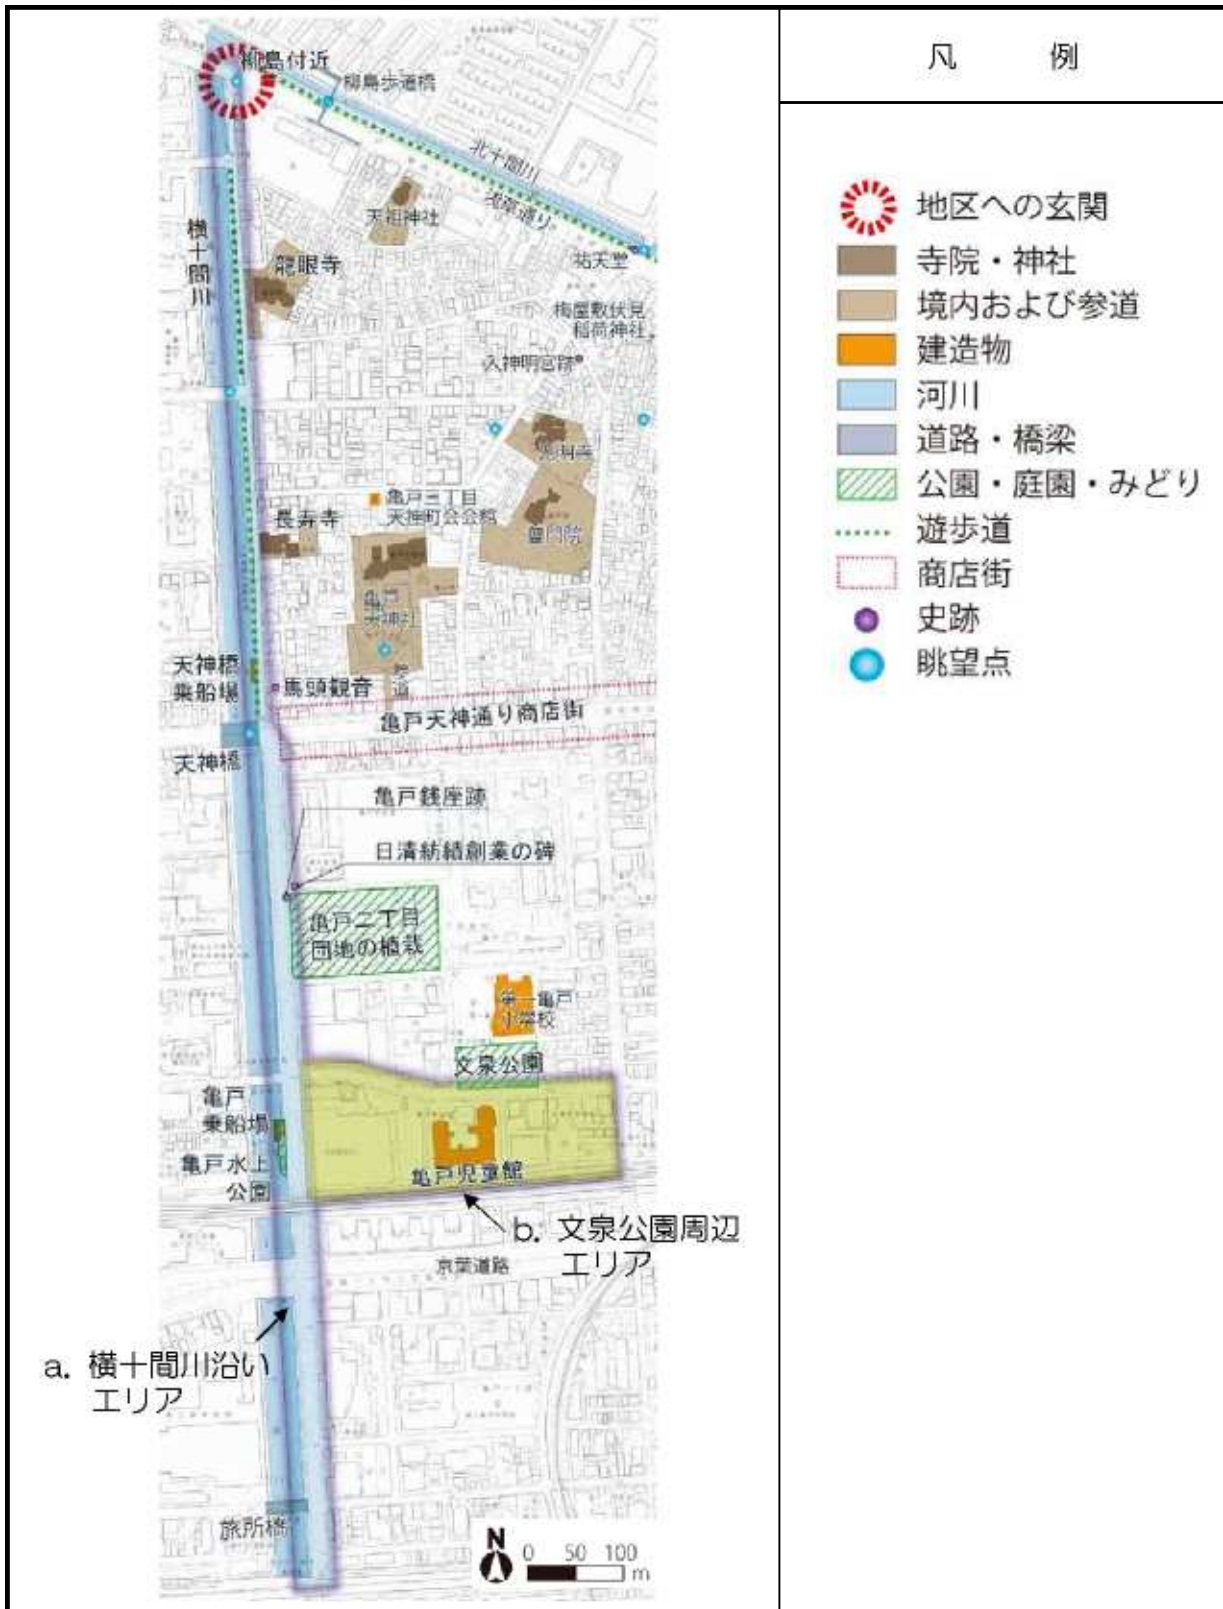 凡 例
柳島付近
柳島歩道橋
北十間川
浅草通り
天祖神社
祐天堂
横十間川
龍眼寺
梅屋敷伏見
稲荷神社
入神明宮跡
亀戸三丁目
天神町会会館
長寿寺
普門院
天神橋
乗船場
馬頭観音
参道
亀戸天神通り商店街
天神橋
亀戸銭座跡
日清紡績創業の碑
亀戸二丁目
団地の植栽
第一亀戸
小学校
文泉公園
亀戸
乗船場
亀戸水上
公園
亀戸児童館
b. 文泉公園周辺
エリア
京葉道路
a. 横十間川沿い
エリア
旅所橋
N
0 50 100
m
地区への玄関
寺院・神社
境内および参道
建造物
河川
道路・橋梁
公園・庭園・みどり
遊歩道
商店街
史跡
眺望点